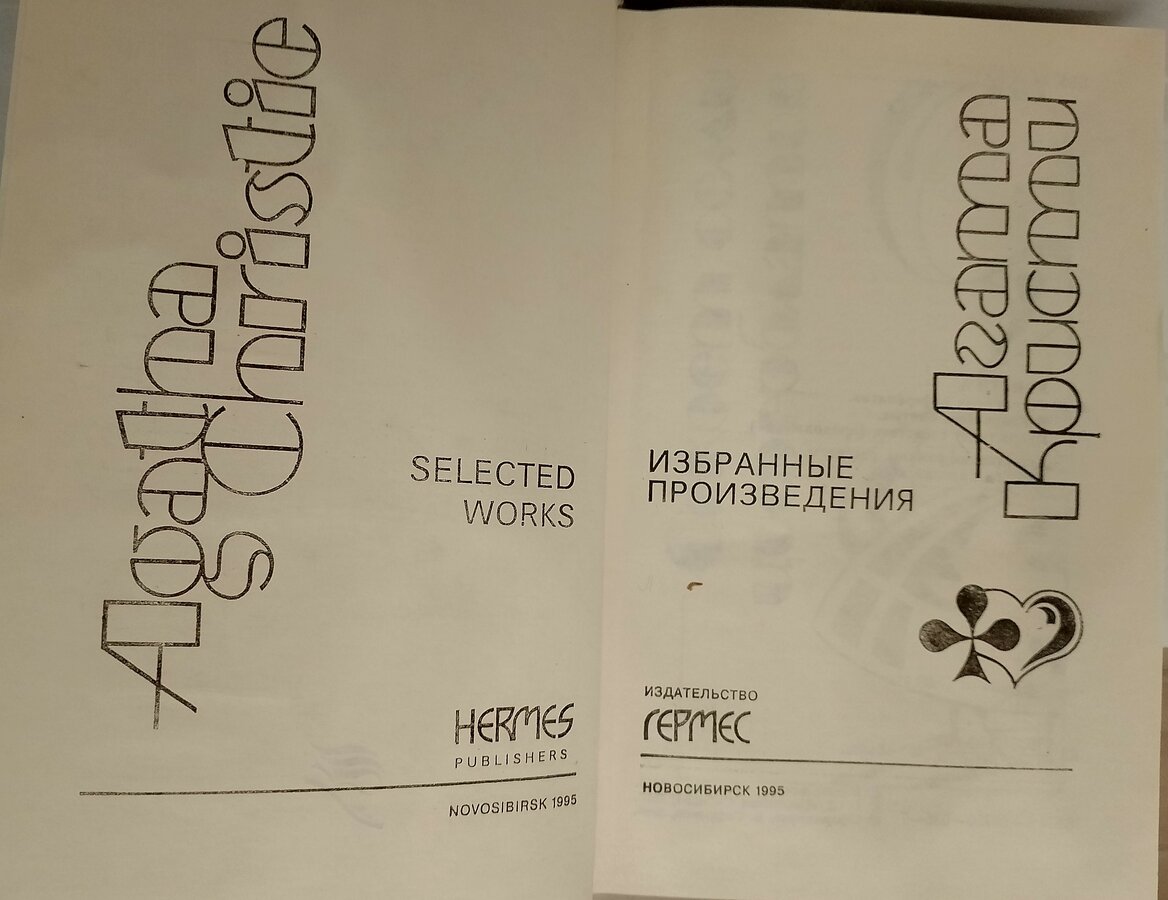 Agatha
Christie's
SELECTED
WORKS
HERMES
PUBLISHERS
NOVOSIBIRSK 1995
Агата
Кристи
ИЗБРАННЫЕ
ПРОИЗВЕДЕНИЯ
ИЗДАТЕЛЬСТВО
ГЕРМЕС
НОВОСИБИРСК 1995